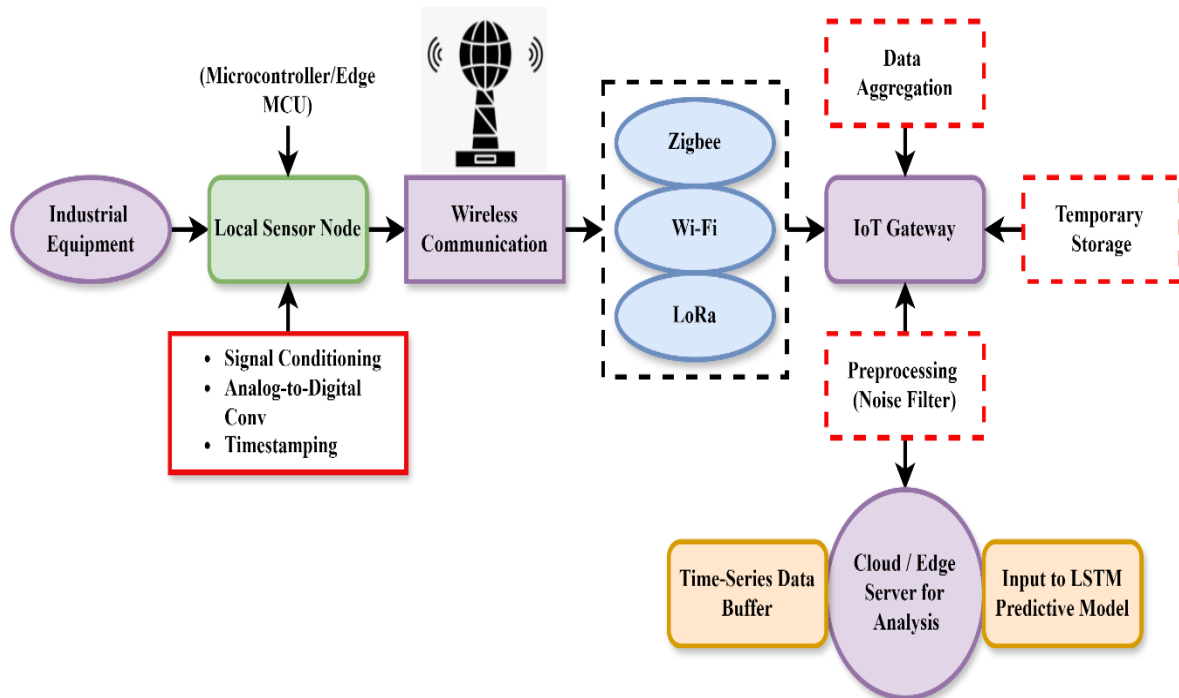 (Microcontroller/Edge
MCU)
Industrial
Equipment
Local Sensor Node
• Signal Conditioning
• Analog-to-Digital
Conv
• Timestamping
Wireless
Communication
Zigbee
Wi-Fi
LoRa
Data
Aggregation
IoT Gateway
Temporary
Storage
Preprocessing
(Noise Filter)
Time-Series Data
Buffer
Cloud / Edge
Server for
Analysis
Input to LSTM
Predictive Model